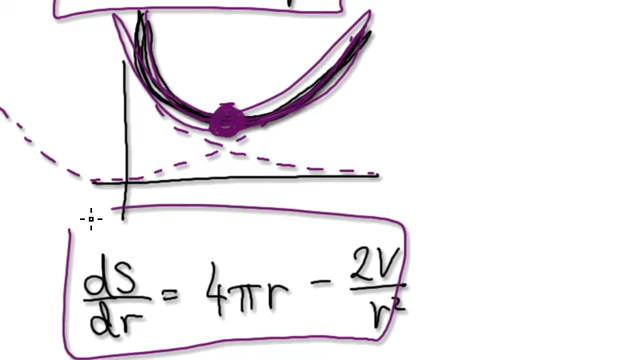 dS/dr = 4πr − 2V/r²